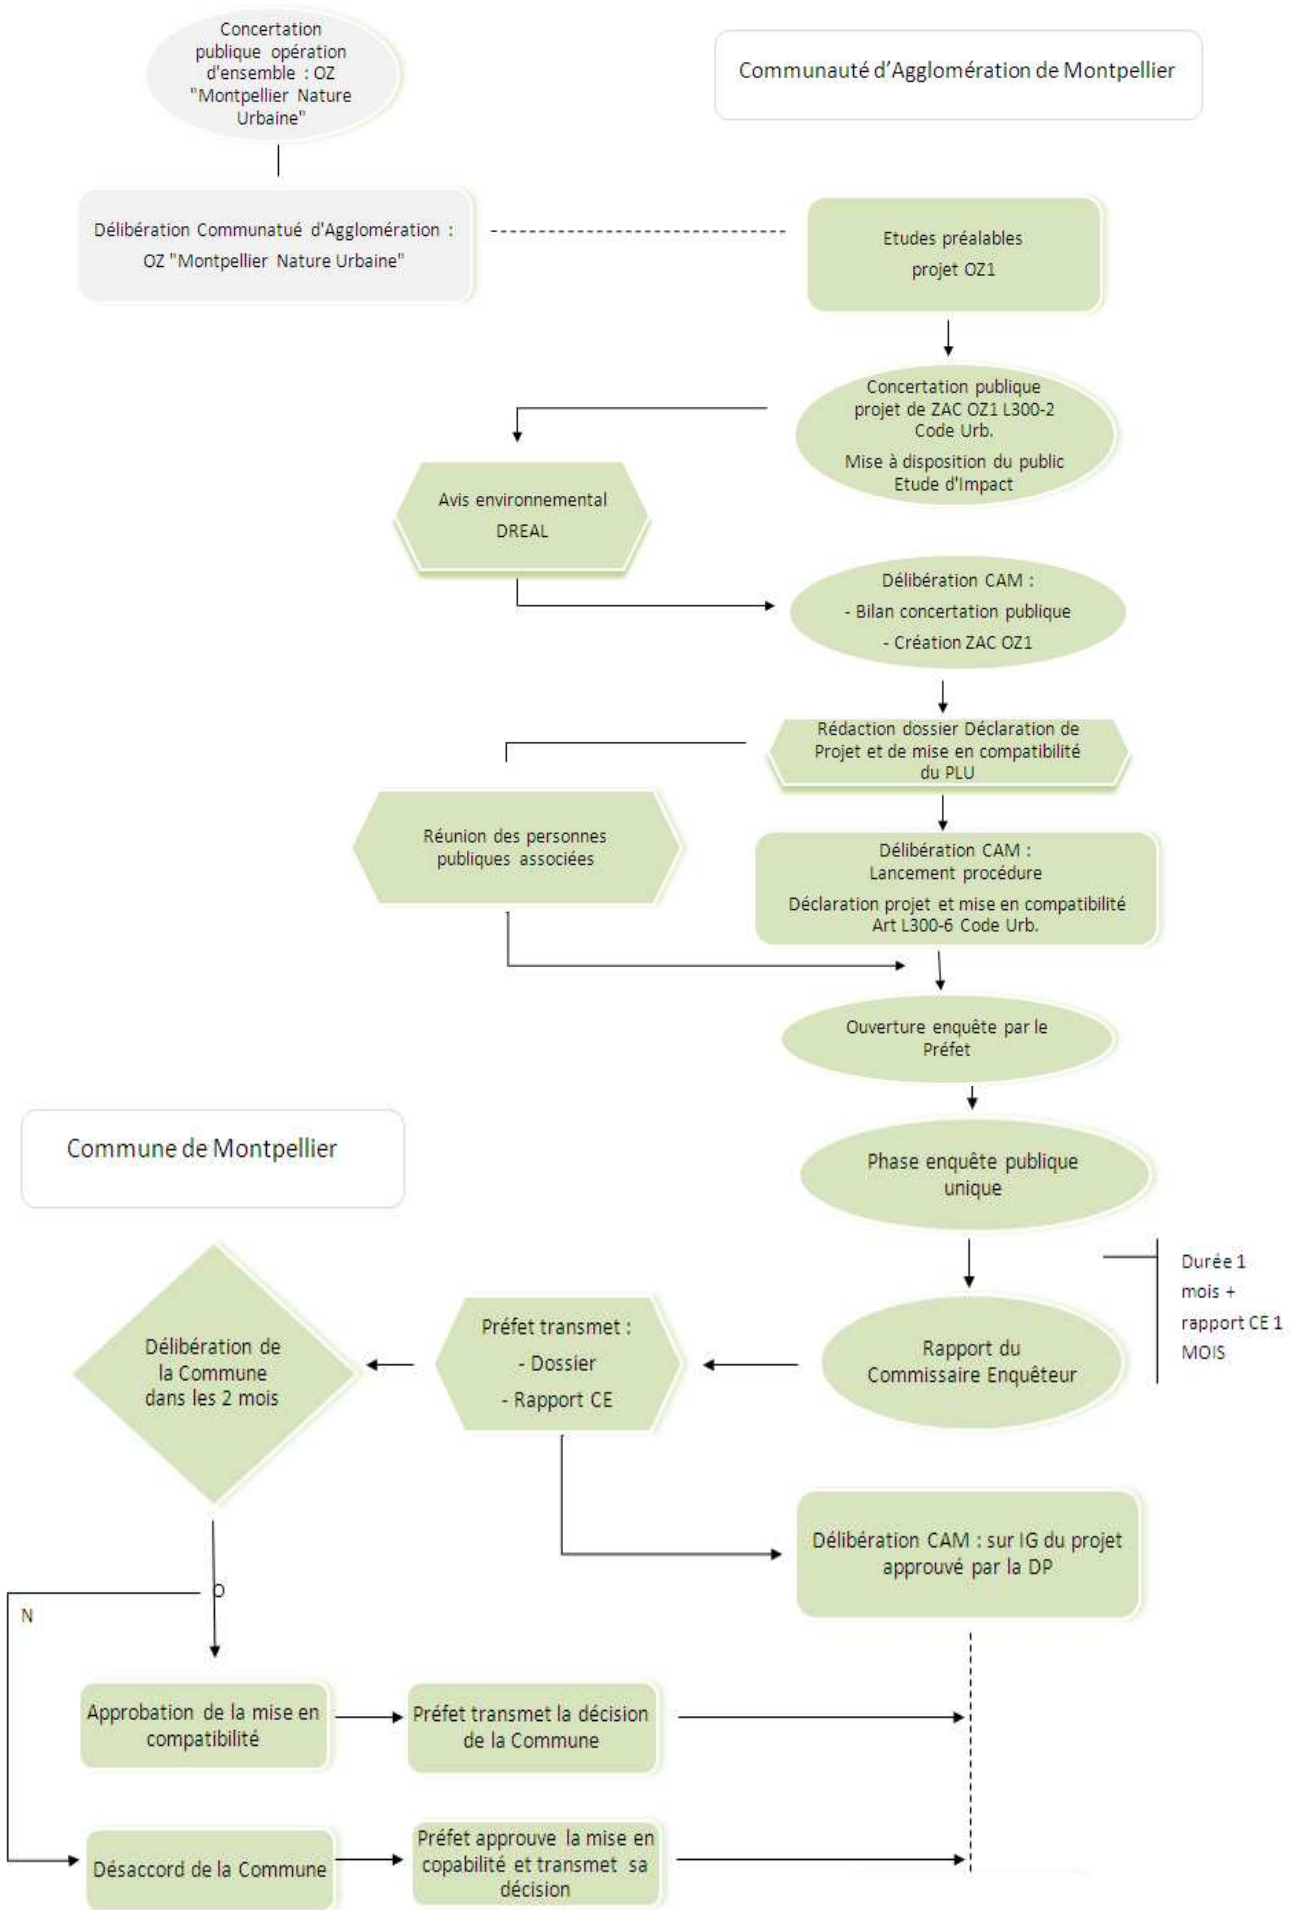 Concertation
publique opération
d'ensemble : OZ
"Montpellier Nature
Urbaine"
Communauté d'Agglomération de Montpellier
Délibération Communatué d'Agglomération :
OZ "Montpellier Nature Urbaine"
Etudes préalables
projet OZ1
Concertation publique
projet de ZAC OZ1 L300-2
Code Urb.
Mise à disposition du public
Etude d'Impact
Avis environnemental
DREAL
Délibération CAM :
- Bilan concertation publique
- Création ZAC OZ1
Rédaction dossier Déclaration de
Projet et de mise en compatibilité
du PLU
Réunion des personnes
publiques associées
Délibération CAM :
Lancement procédure
Déclaration projet et mise en compatibilité
Art L300-6 Code Urb.
Ouverture enquête par le
Préfet
Commune de Montpellier
Phase enquête publique
unique
Durée 1
mois +
rapport CE 1
MOIS
Délibération de
la Commune
dans les 2 mois
Préfet transmet :
- Dossier
- Rapport CE
Rapport du
Commissaire Enquêteur
Délibération CAM : sur IG du projet
approuvé par la DP
O
N
Approbation de la mise en
compatibilité
Préfet transmet la décision
de la Commune
Désaccord de la Commune
Préfet approuve la mise en
copabilité et transmet sa
décision